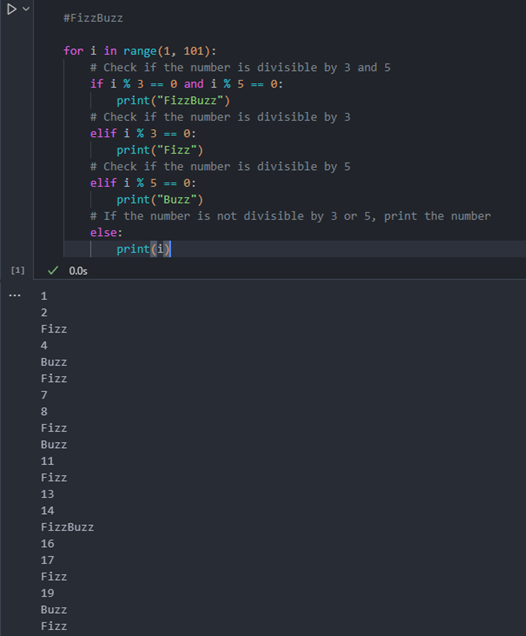 #FizzBuzz
for i in range(1, 101):
    # Check if the number is divisible by 3 and 5
    if i % 3 == 0 and i % 5 == 0:
        print("FizzBuzz")
    # Check if the number is divisible by 3
    elif i % 3 == 0:
        print("Fizz")
    # Check if the number is divisible by 5
    elif i % 5 == 0:
        print("Buzz")
    # If the number is not divisible by 3 or 5, print the number
    else:
        print(i)
[1] 0.0s
...
1
2
Fizz
4
Buzz
Fizz
7
8
Fizz
Buzz
11
Fizz
13
14
FizzBuzz
16
17
Fizz
19
Buzz
Fizz